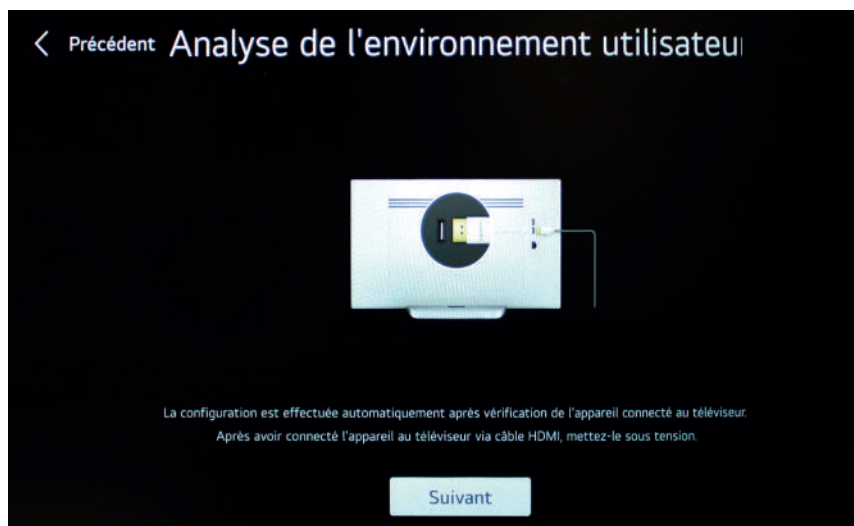 Précédent Analyse de l'environnement utilisateur
La configuration est effectuée automatiquement après vérification de l'appareil connecté au téléviseur.
Après avoir connecté l'appareil au téléviseur via câble HDMI, mettez-le sous tension.
Suivant